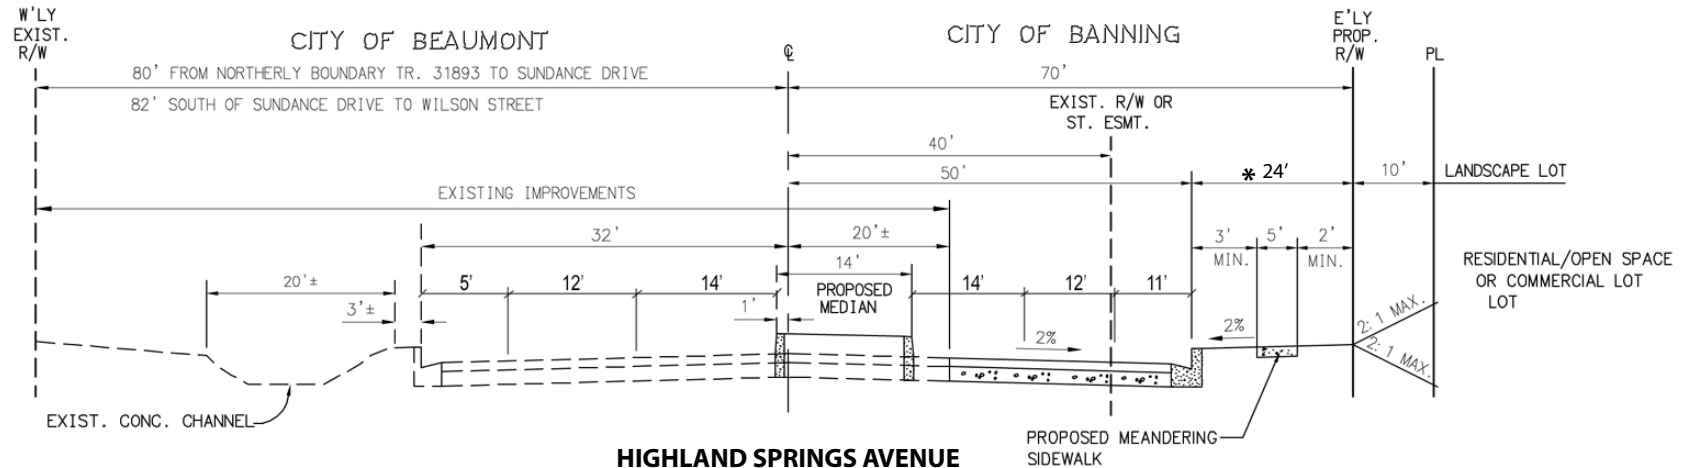 W'LY
EXIST.
R/W
CITY OF BEAUMONT
℄
CITY OF BANNING
E'LY
PROP.
R/W
PL
80' FROM NORTHERLY BOUNDARY TR. 31893 TO SUNDANCE DRIVE
70'
82' SOUTH OF SUNDANCE DRIVE TO WILSON STREET
EXIST. R/W OR
ST. ESMT.
40'
50'
* 24'
10'
LANDSCAPE LOT
EXISTING IMPROVEMENTS
32'
20'±
3'
MIN.
5'
2'
MIN.
RESIDENTIAL/OPEN SPACE
OR COMMERCIAL LOT
LOT
14'
PROPOSED
MEDIAN
20'±
5'
12'
14'
14'
12'
11'
3'±
1'
2%
2%
2:1 MAX.
2:1 MAX.
EXIST. CONC. CHANNEL
PROPOSED MEANDERING
SIDEWALK
HIGHLAND SPRINGS AVENUE